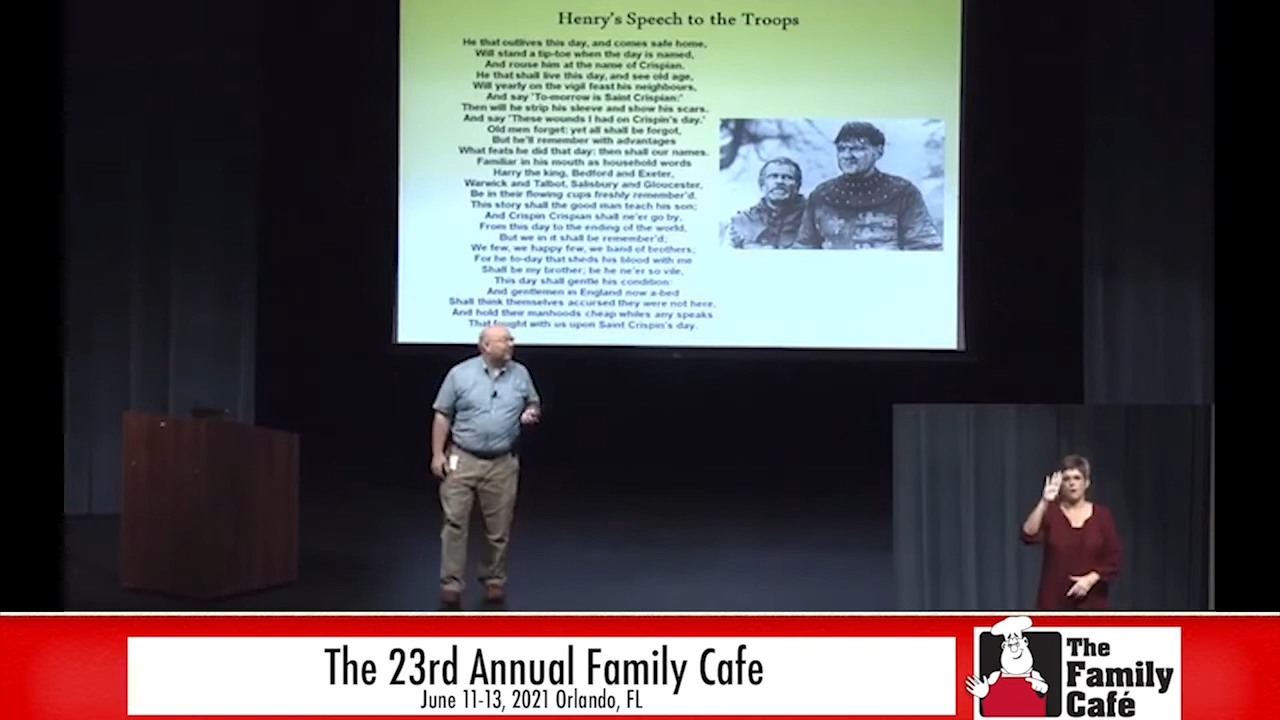 Henry's Speech to the Troops
He that outlives this day, and comes safe home,
Will stand a tip-toe when the day is named,
And rouse him at the name of Crispian.
He that shall live this day, and see old age,
Will yearly on the vigil feast his neighbours,
And say 'To-morrow is Saint Crispian:'
Then will he strip his sleeve and show his scars.
And say 'These wounds I had on Crispin's day.'
Old men forget: yet all shall be forgot,
But he'll remember with advantages
What feats he did that day: then shall our names.
Familiar in his mouth as household words
Harry the king, Bedford and Exeter,
Warwick and Talbot, Salisbury and Gloucester,
Be in their flowing cups freshly remember'd.
This story shall the good man teach his son;
And Crispin Crispian shall ne'er go by,
From this day to the ending of the world,
But we in it shall be remember'd;
We few, we happy few, we band of brothers;
For he to-day that sheds his blood with me
Shall be my brother; be he ne'er so vile,
This day shall gentle his condition:
And gentlemen in England now a-bed
Shall think themselves accursed they were not here,
And hold their manhoods cheap whiles any speaks
That fought with us upon Saint Crispin's day.
The 23rd Annual Family Cafe
June 11-13, 2021 Orlando, FL
The
Family
Café